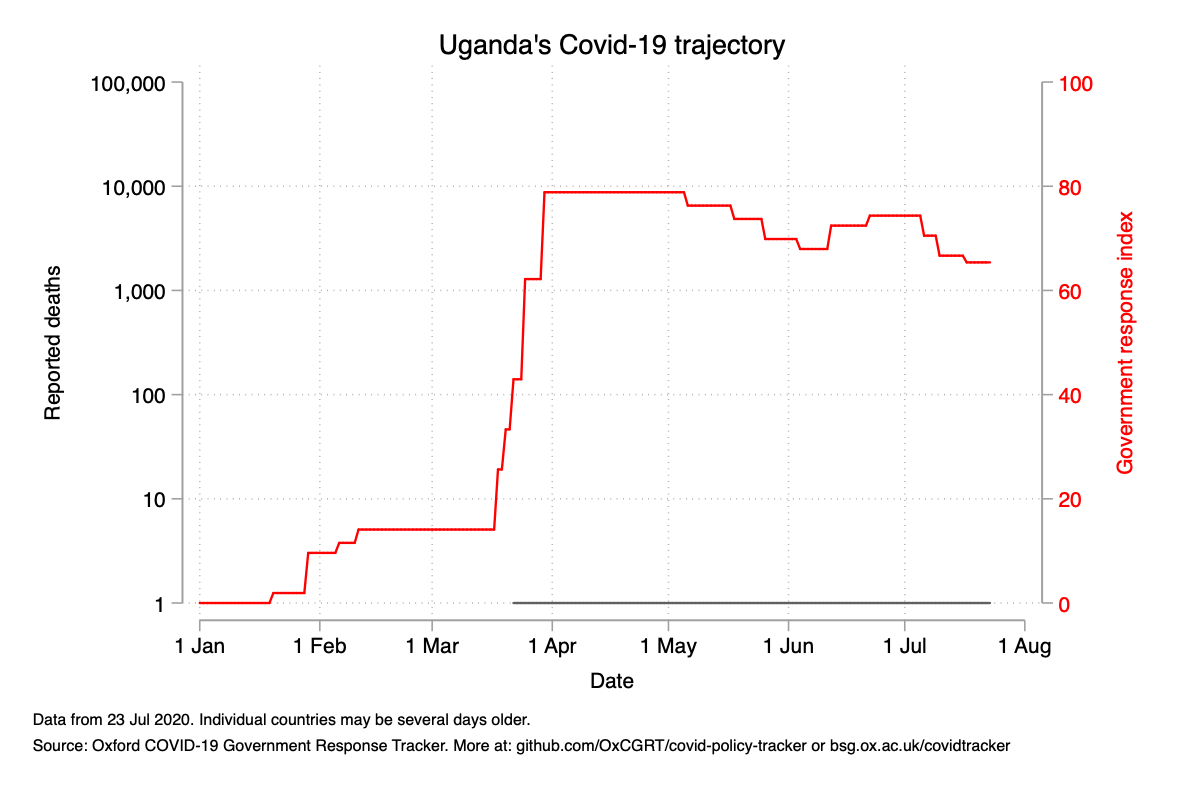 Uganda's Covid-19 trajectory
100,000
10,000
1,000
100
10
1
Reported deaths
100
80
60
40
20
0
Government response index
1 Jan 1 Feb 1 Mar 1 Apr 1 May 1 Jun 1 Jul 1 Aug
Date
Data from 23 Jul 2020. Individual countries may be several days older.
Source: Oxford COVID-19 Government Response Tracker. More at: github.com/OxCGRT/covid-policy-tracker or bsg.ox.ac.uk/covidtracker